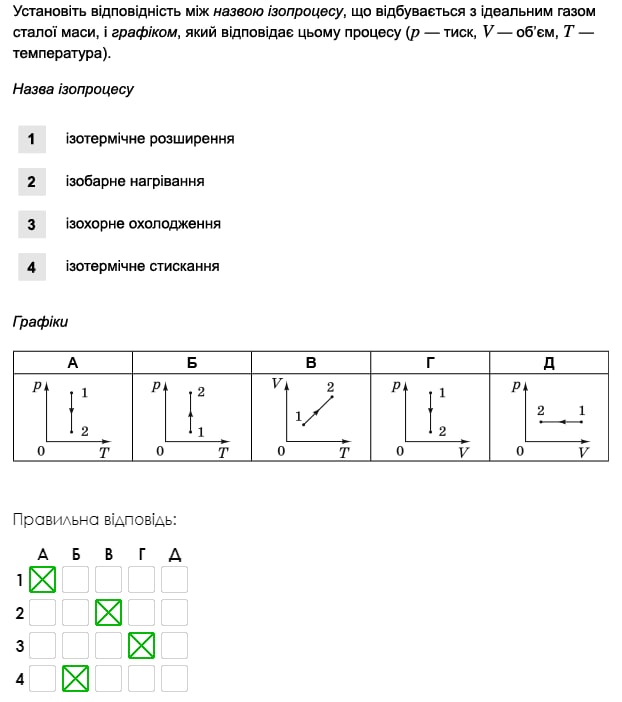 Установіть відповідність між назвою ізопроцесу, що відбувається з ідеальним газом
сталої маси, і графіком, який відповідає цьому процесу (p — тиск, V — об'єм, T —
температура).
Назва ізопроцесу
1 ізотермічне розширення
2 ізобарне нагрівання
3 ізохорне охолодження
4 ізотермічне стискання
Графіки
А Б В Г Д
p 1 2 0 T
p 2 1 0 T
V 2 1 0 T
p 1 2 0 V
p 2 1 0 V
Правильна відповідь:
А Б В Г Д
1
2
3
4